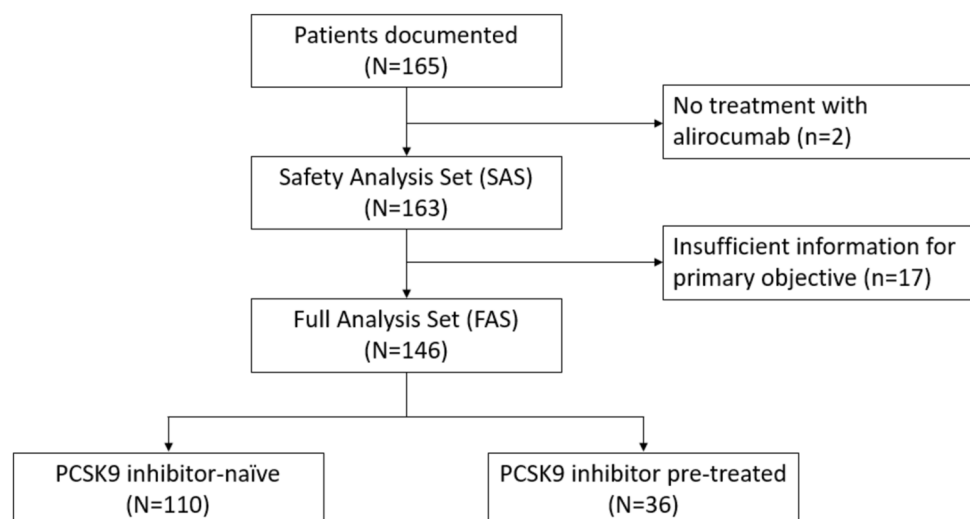 Patients documented
(N=165)
No treatment with
alirocumab (n=2)
Safety Analysis Set (SAS)
(N=163)
Insufficient information for
primary objective (n=17)
Full Analysis Set (FAS)
(N=146)
PCSK9 inhibitor-naïve
(N=110)
PCSK9 inhibitor pre-treated
(N=36)